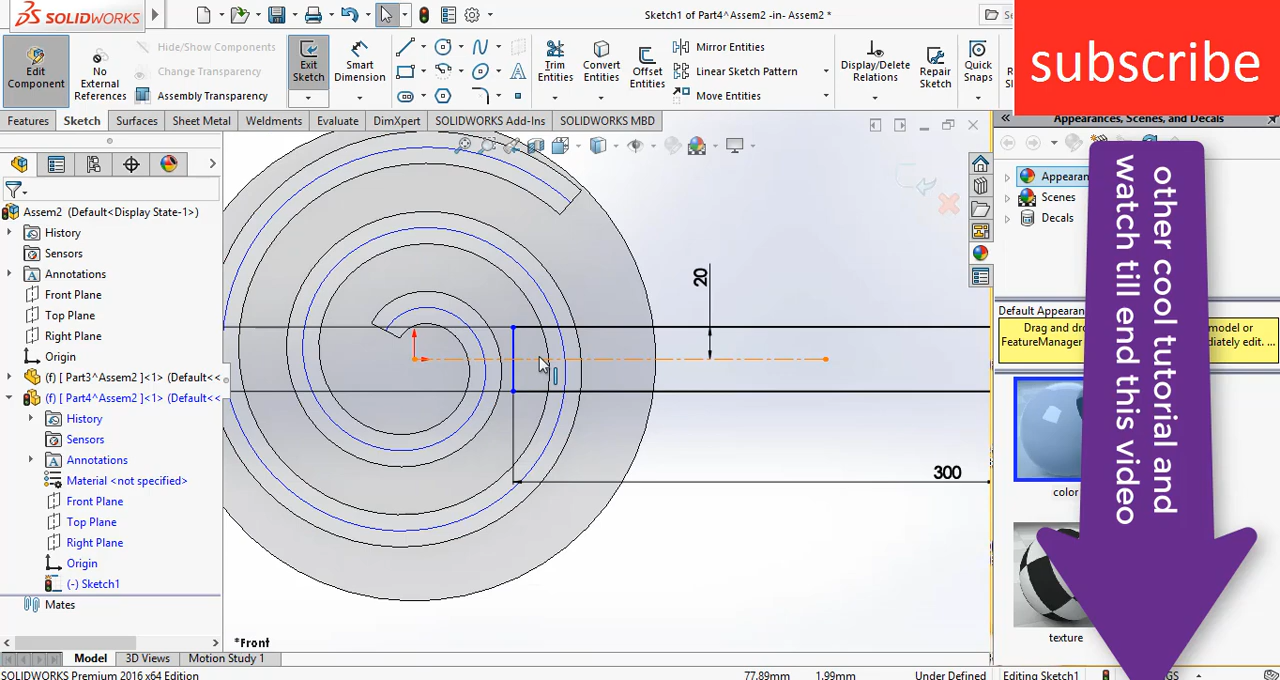 SOLIDWORKS
Sketch1 of Part4^Assem2 -in- Assem2 *
subscribe
Edit
Component
No
External
References
Hide/Show Components
Change Transparency
Assembly Transparency
Exit
Sketch
Smart
Dimension
Trim
Entities
Convert
Entities
Offset
Entities
Mirror Entities
Linear Sketch Pattern
Move Entities
Display/Delete
Relations
Repair
Sketch
Quick
Snaps
Features
Sketch
Surfaces
Sheet Metal
Weldments
Evaluate
DimXpert
SOLIDWORKS Add-Ins
SOLIDWORKS MBD
Appearances, Scenes, and Decals
Assem2 (Default<Display State-1>)
History
Sensors
Annotations
Front Plane
Top Plane
Right Plane
Origin
(f) [ Part3^Assem2 ]<1> (Default<<
(f) [ Part4^Assem2 ]<1> (Default<<
History
Sensors
Annotations
Material <not specified>
Front Plane
Top Plane
Right Plane
Origin
(-) Sketch1
Mates
20
300
*Front
Scenes
Decals
color
texture
other cool tutorial and
watch till end this video
Model
3D Views
Motion Study 1
SOLIDWORKS Premium 2016 x64 Edition
77.89mm
1.99mm
Under Defined
Editing Sketch1